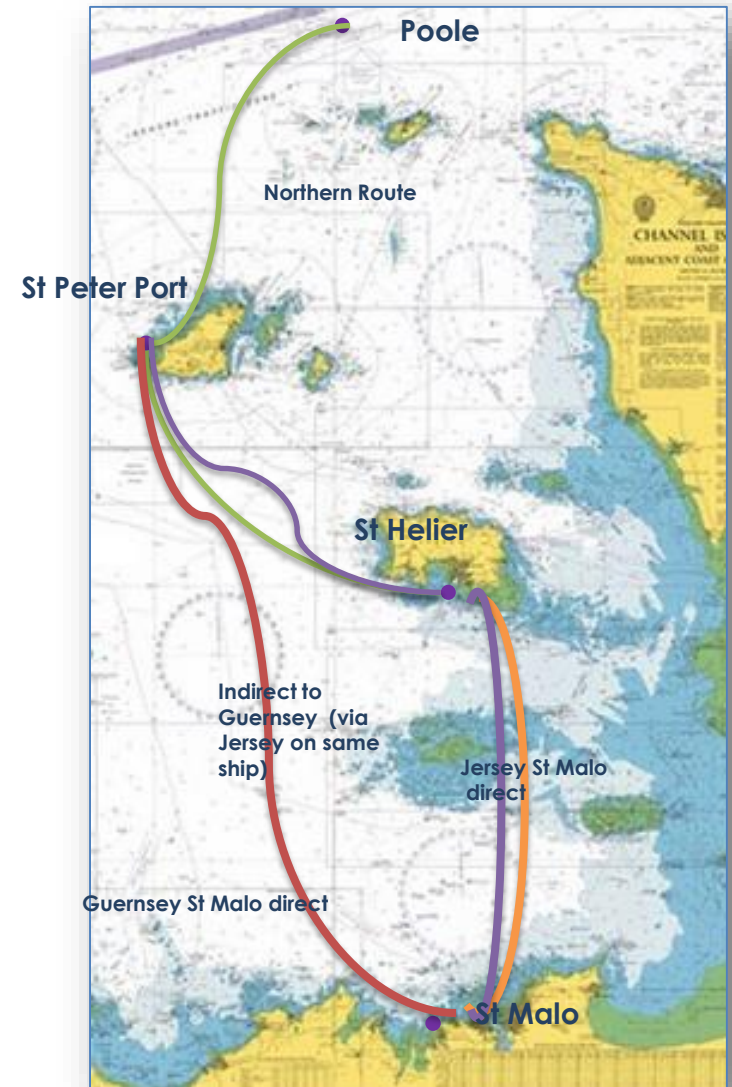 Poole
Northern Route
CHANNEL IS
AND
ADJACENT COAST
St Peter Port
St Helier
Indirect to
Guernsey (via
Jersey on same
ship)
Jersey St Malo
direct
Guernsey St Malo direct
St Malo